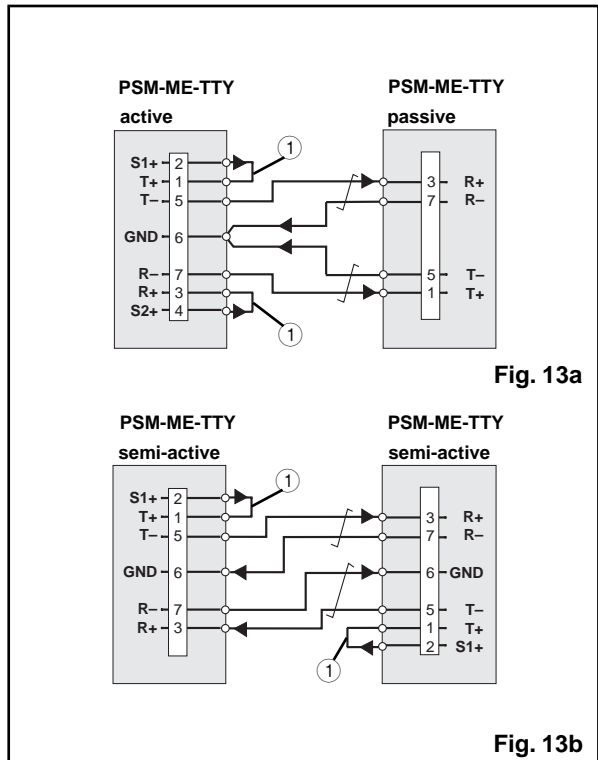 PSM-ME-TTY PSM-ME-TTY
active passive
S1+ 2 1
T+ 1 3 R+
T– 5 7 R–
GND 6
R– 7 5 T–
R+ 3 1 T+
S2+ 4 1
Fig. 13a
PSM-ME-TTY PSM-ME-TTY
semi-active semi-active
S1+ 2 1
T+ 1 3 R+
T– 5 7 R–
GND 6 6 GND
R– 7 5 T–
R+ 3 1 T+
1 2 S1+
Fig. 13b